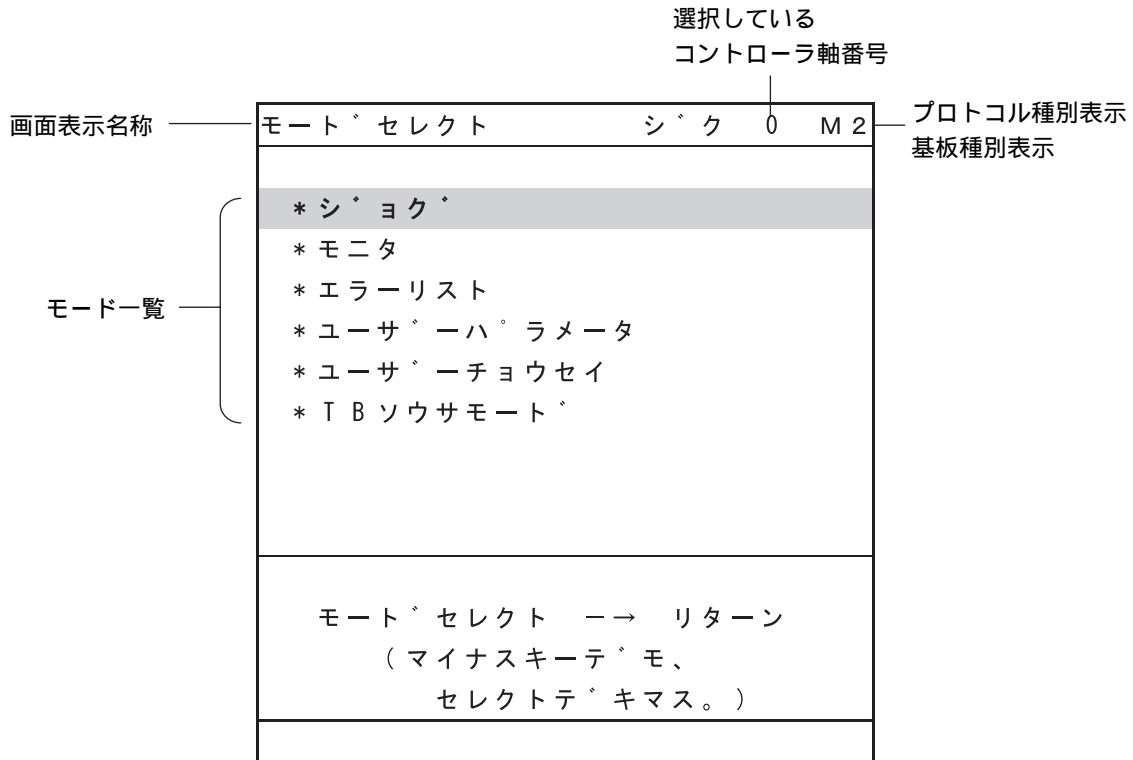 選択している
コントローラ軸番号
画面表示名称
モート゛セレクト シ゛ク 0 M2
プロトコル種別表示
基板種別表示
モード一覧
*シ゛ョク゛
*モニタ
*エラーリスト
*ユーサ゛ーハ゜ラメータ
*ユーサ゛ーチョウセイ
*TBソウサモート゛
モート゛セレクト ー→ リターン
(マイナスキーテ゛モ、
セレクトテ゛キマス。)